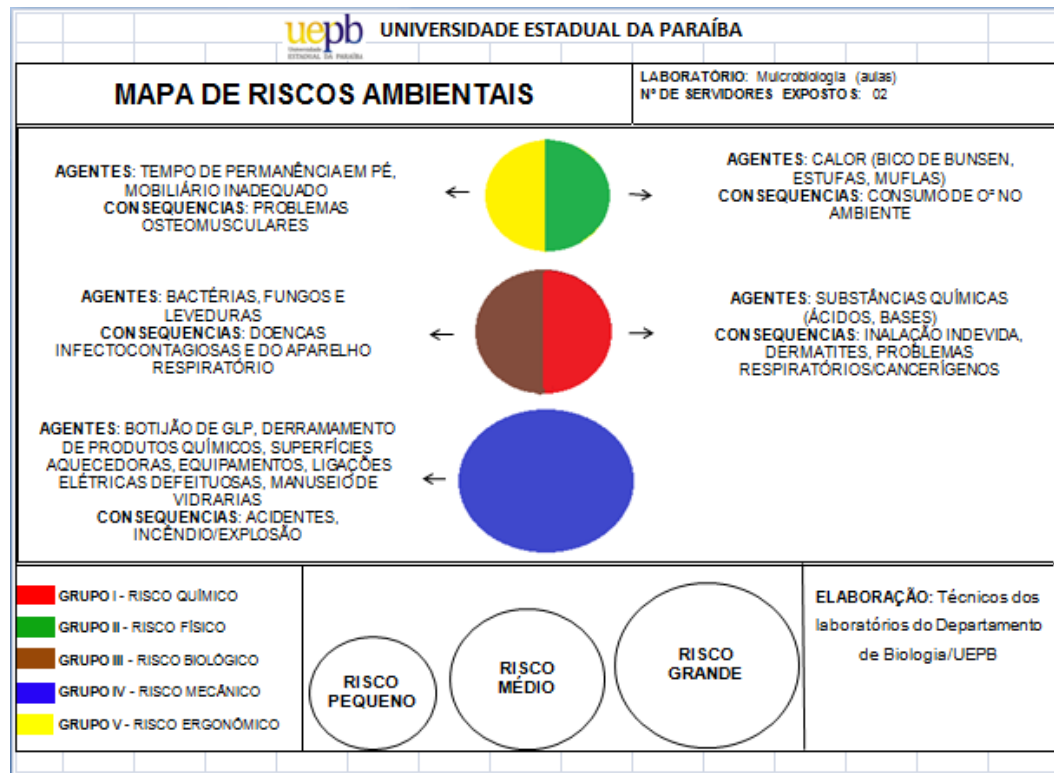 uepb
Universidade
ESTADUAL DA PARAÍBA
UNIVERSIDADE ESTADUAL DA PARAÍBA
MAPA DE RISCOS AMBIENTAIS
LABORATÓRIO: Muicrobiologia (aulas)
Nº DE SERVIDORES EXPOSTOS: 02
AGENTES: TEMPO DE PERMANÊNCIA EM PÉ,
MOBILIÁRIO INADEQUADO
CONSEQUENCIAS: PROBLEMAS
OSTEOMUSCULARES
AGENTES: CALOR (BICO DE BUNSEN,
ESTUFAS, MUFLAS)
CONSEQUENCIAS: CONSUMO DE Oº NO
AMBIENTE
AGENTES: BACTÉRIAS, FUNGOS E
LEVEDURAS
CONSEQUENCIAS: DOENCAS
INFECTOCONTAGIOSAS E DO APARELHO
RESPIRATÓRIO
AGENTES: SUBSTÂNCIAS QUÍMICAS
(ÁCIDOS, BASES)
CONSEQUENCIAS: INALAÇÃO INDEVIDA,
DERMATITES, PROBLEMAS
RESPIRATÓRIOS/CANCERÍGENOS
AGENTES: BOTIJÃO DE GLP, DERRAMAMENTO
DE PRODUTOS QUÍMICOS, SUPERFÍCIES
AQUECEDORAS, EQUIPAMENTOS, LIGAÇÕES
ELÉTRICAS DEFEITUOSAS, MANUSEIO DE
VIDRARIAS
CONSEQUENCIAS: ACIDENTES,
INCÊNDIO/EXPLOSÃO
GRUPO I - RISCO QUÍMICO
GRUPO II - RISCO FÍSICO
GRUPO III - RISCO BIOLÓGICO
GRUPO IV - RISCO MECÂNICO
GRUPO V - RISCO ERGONÔMICO
RISCO
PEQUENO
RISCO
MÉDIO
RISCO
GRANDE
ELABORAÇÃO: Técnicos dos
laboratórios do Departamento
de Biologia/UEPB